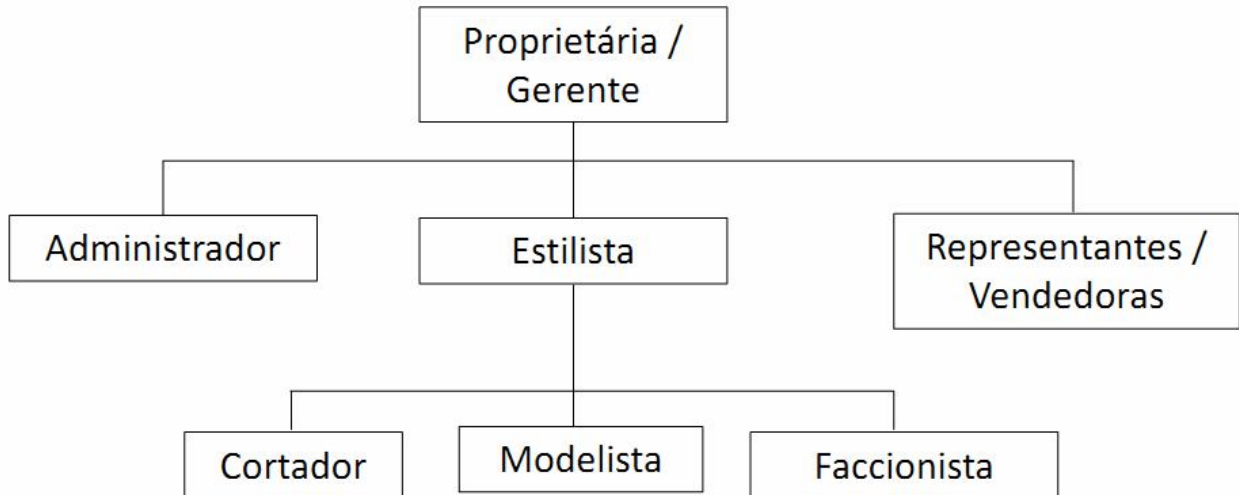 Proprietária /
Gerente
Administrador
Estilista
Representantes /
Vendedoras
Cortador
Modelista
Faccionista